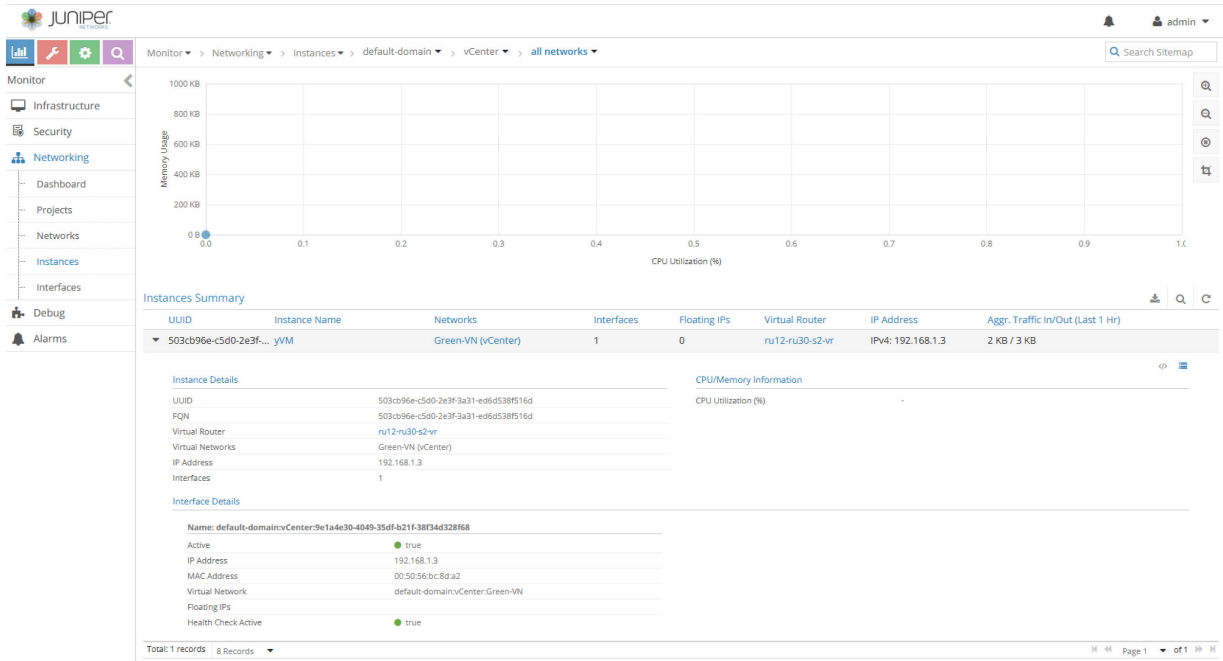 JUNIPER
NETWORKS
admin
Monitor > Networking > Instances > default-domain > vCenter > all networks
Search Sitemap
Monitor
Infrastructure
Security
Networking
Dashboard
Projects
Networks
Instances
Interfaces
Debug
Alarms
Memory Usage
1000 KB
800 KB
600 KB
400 KB
200 KB
0 B
0.0 0.1 0.2 0.3 0.4 0.5 0.6 0.7 0.8 0.9 1.0
CPU Utilization (%)
Instances Summary
UUID Instance Name Networks Interfaces Floating IPs Virtual Router IP Address Aggr. Traffic In/Out (Last 1 Hr)
503cb96e-c5d0-2e3f-... yVM Green-VN (vCenter) 1 0 ru12-ru30-s2-vr IPv4: 192.168.1.3 2 KB / 3 KB
</>
Instance Details
UUID 503cb96e-c5d0-2e3f-3a31-ed6d538f516d
FQN 503cb96e-c5d0-2e3f-3a31-ed6d538f516d
Virtual Router ru12-ru30-s2-vr
Virtual Networks Green-VN (vCenter)
IP Address 192.168.1.3
Interfaces 1
CPU/Memory Information
CPU Utilization (%) -
Interface Details
Name: default-domain:vCenter:9e1a4e30-4049-35df-b21f-38f34d328f68
Active true
IP Address 192.168.1.3
MAC Address 00:50:56:bc:8d:a2
Virtual Network default-domain:vCenter:Green-VN
Floating IPs
Health Check Active true
Total: 1 records 8 Records
Page 1 of 1